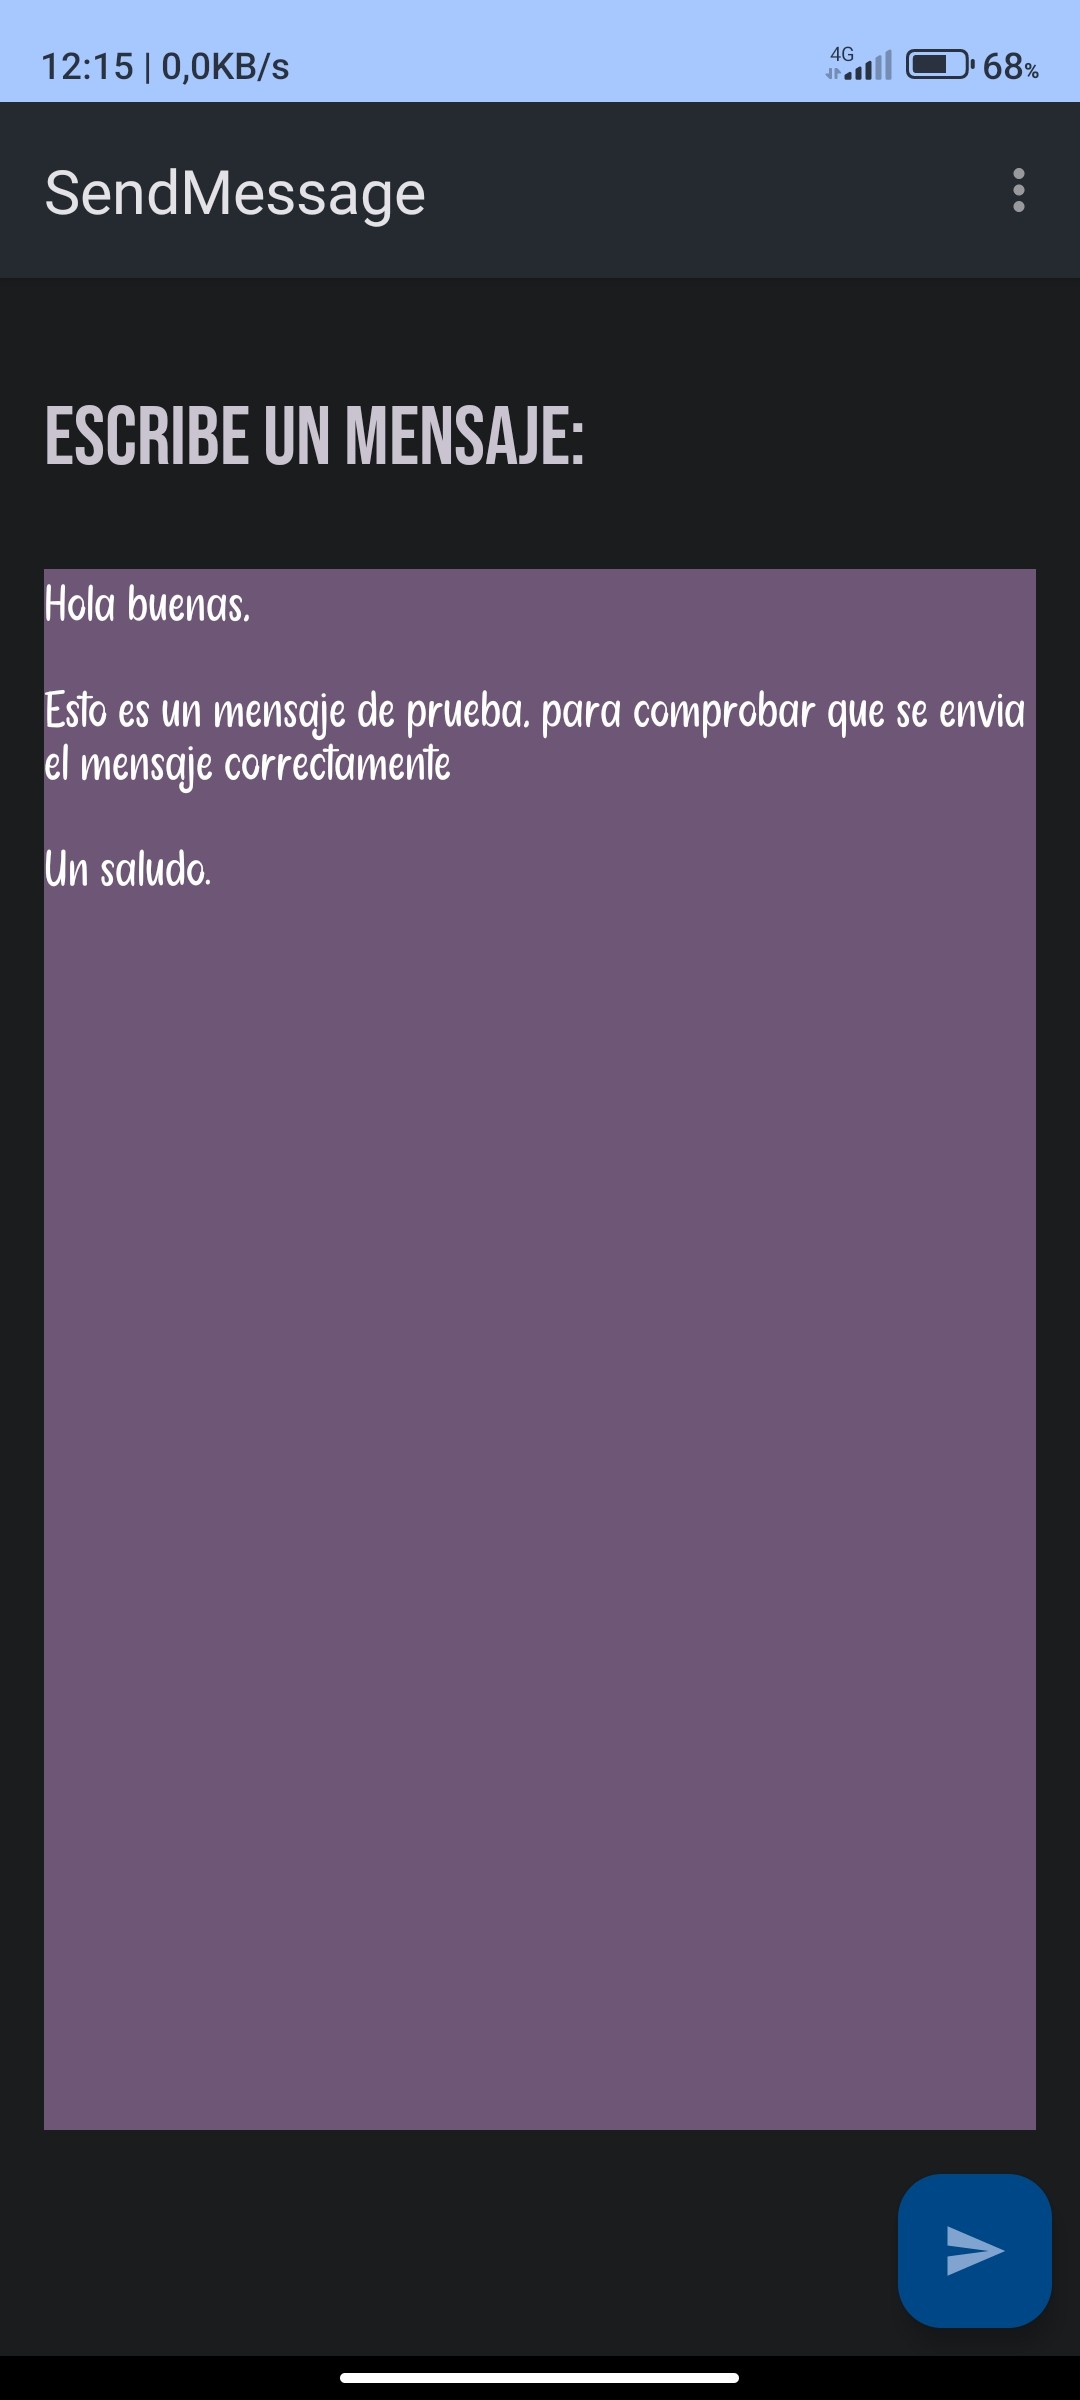 12:15 | 0,0KB/s 4G 68%
SendMessage
ESCRIBE UN MENSAJE:
Hola buenas,
Esto es un mensaje de prueba, para comprobar que se envia
el mensaje correctamente
Un saludo.